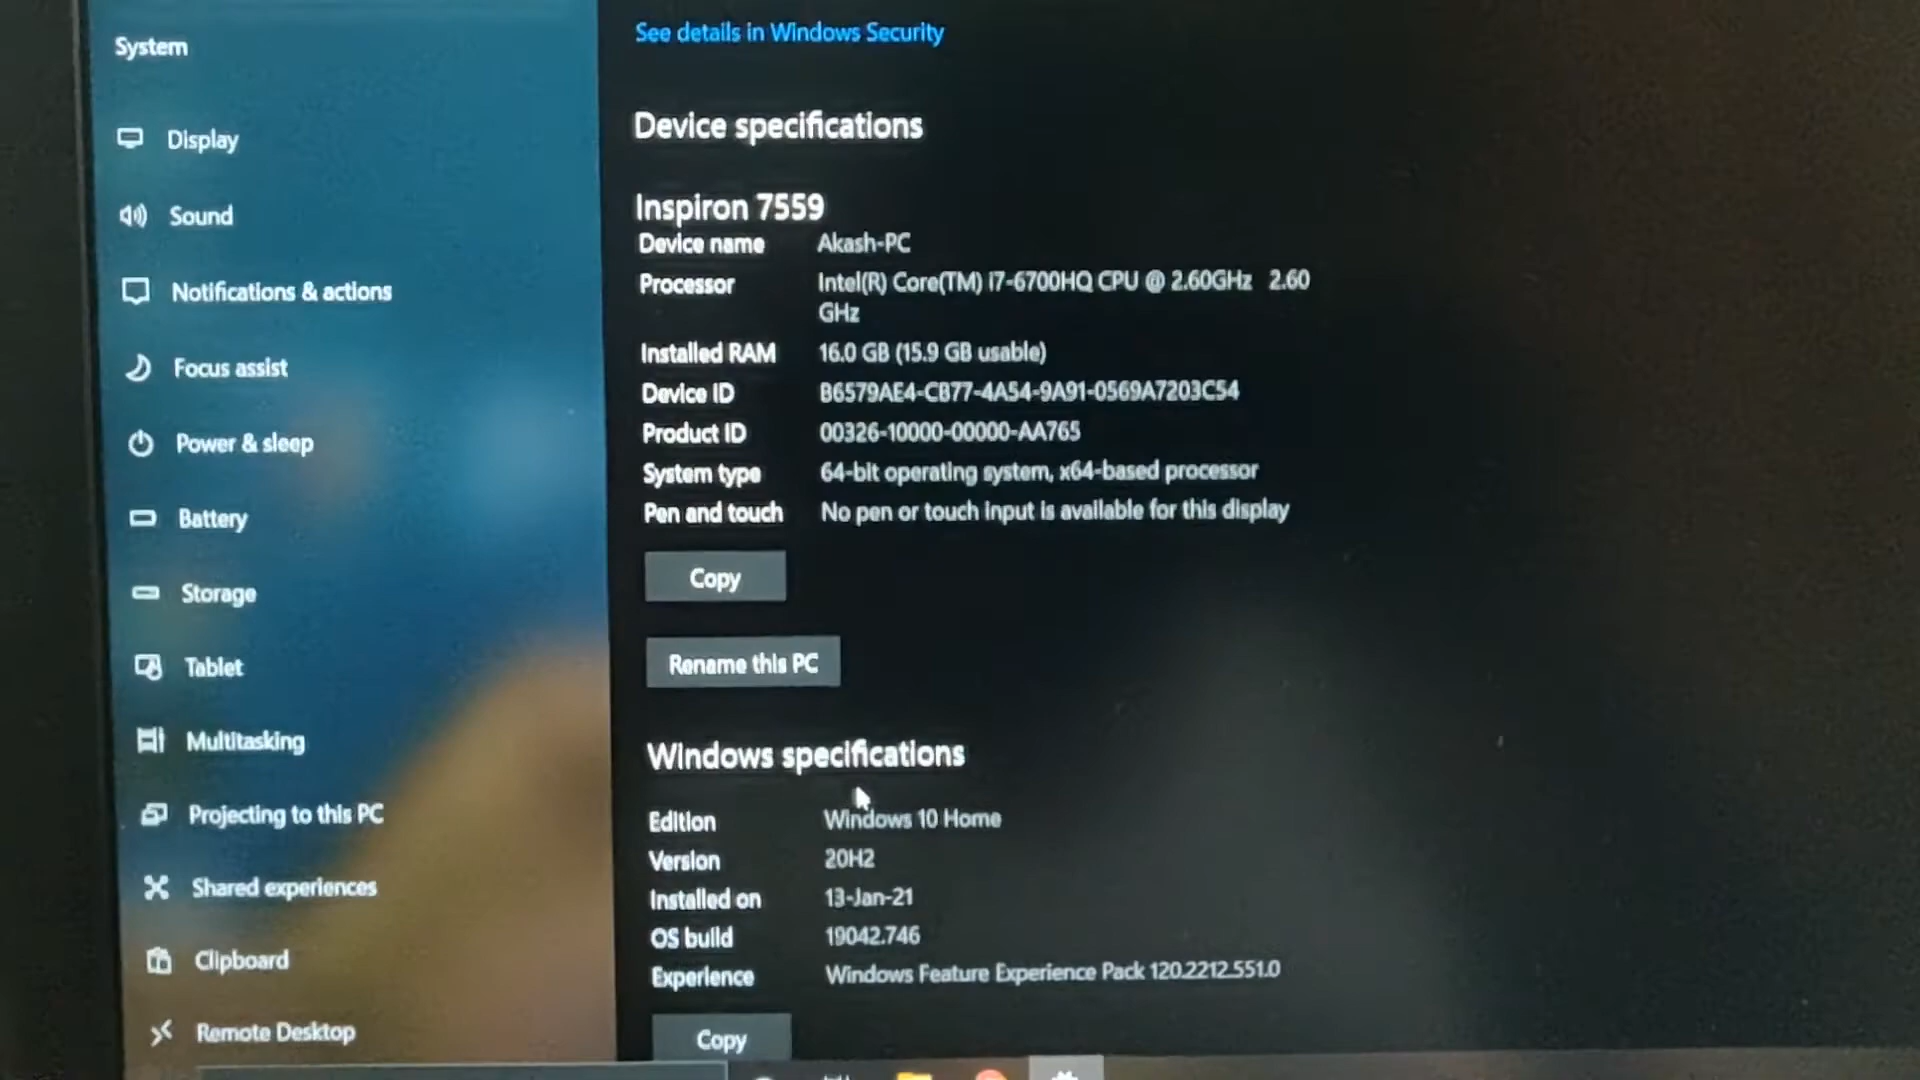 System
Display
Sound
Notifications & actions
Focus assist
Power & sleep
Battery
Storage
Tablet
Multitasking
Projecting to this PC
Shared experiences
Clipboard
Remote Desktop
See details in Windows Security
Device specifications
Inspiron 7559
Device name Akash-PC
Processor Intel(R) Core(TM) i7-6700HQ CPU @ 2.60GHz 2.60
GHz
Installed RAM 16.0 GB (15.9 GB usable)
Device ID B6579AE4-CB77-4A54-9A91-0569A7203C54
Product ID 00326-10000-00000-AA765
System type 64-bit operating system, x64-based processor
Pen and touch No pen or touch input is available for this display
Copy
Rename this PC
Windows specifications
Edition Windows 10 Home
Version 20H2
Installed on 13-Jan-21
OS build 19042.746
Experience Windows Feature Experience Pack 120.2212.551.0
Copy